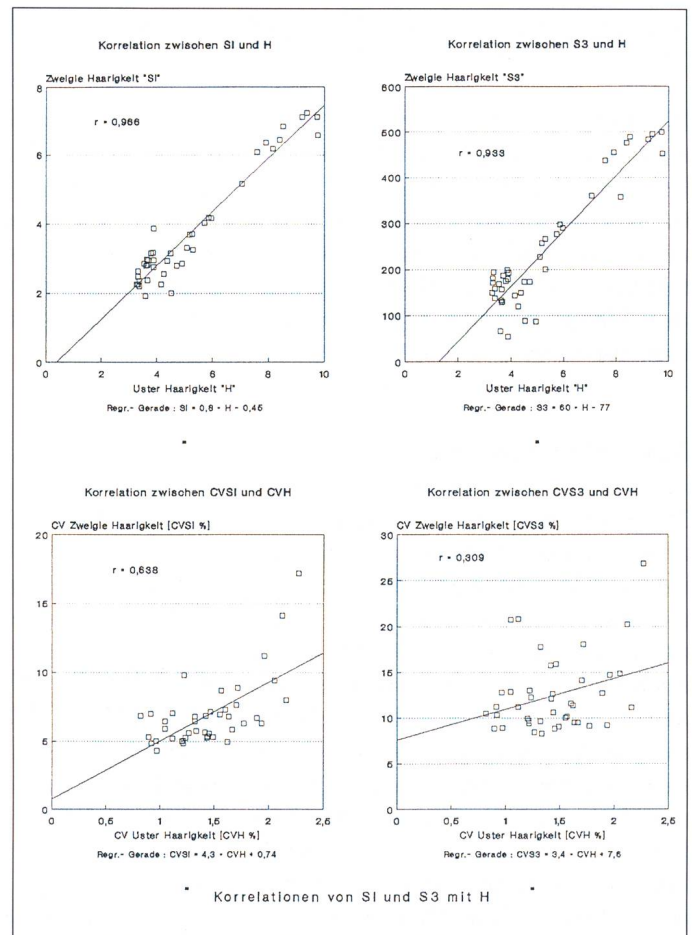 Korrelation zwischen SI und H
Zweigle Haarigkeit "SI"
r = 0,966
8
6
4
2
0
0 2 4 6 8 10
Uster Haarigkeit "H"
Regr.- Gerade : SI = 0,8 * H - 0,45
Korrelation zwischen S3 und H
Zweigle Haarigkeit "S3"
r = 0,933
600
500
400
300
200
100
0
0 2 4 6 8 10
Uster Haarigkeit "H"
Regr.- Gerade : S3 = 60 * H - 77
Korrelation zwischen CVSI und CVH
CV Zweigle Haarigkeit [CVSI %]
r = 0,638
20
15
10
5
0
0 0,5 1 1,5 2 2,5
CV Uster Haarigkeit [CVH %]
Regr.- Gerade : CVSI = 4,3 * CVH + 0,74
Korrelation zwischen CVS3 und CVH
CV Zweigle Haarigkeit [CVS3 %]
r = 0,309
30
25
20
15
10
5
0
0 0,5 1 1,5 2 2,5
CV Uster Haarigkeit [CVH %]
Regr.- Gerade : CVS3 = 3,4 * CVH + 7,6
Korrelationen von SI und S3 mit H